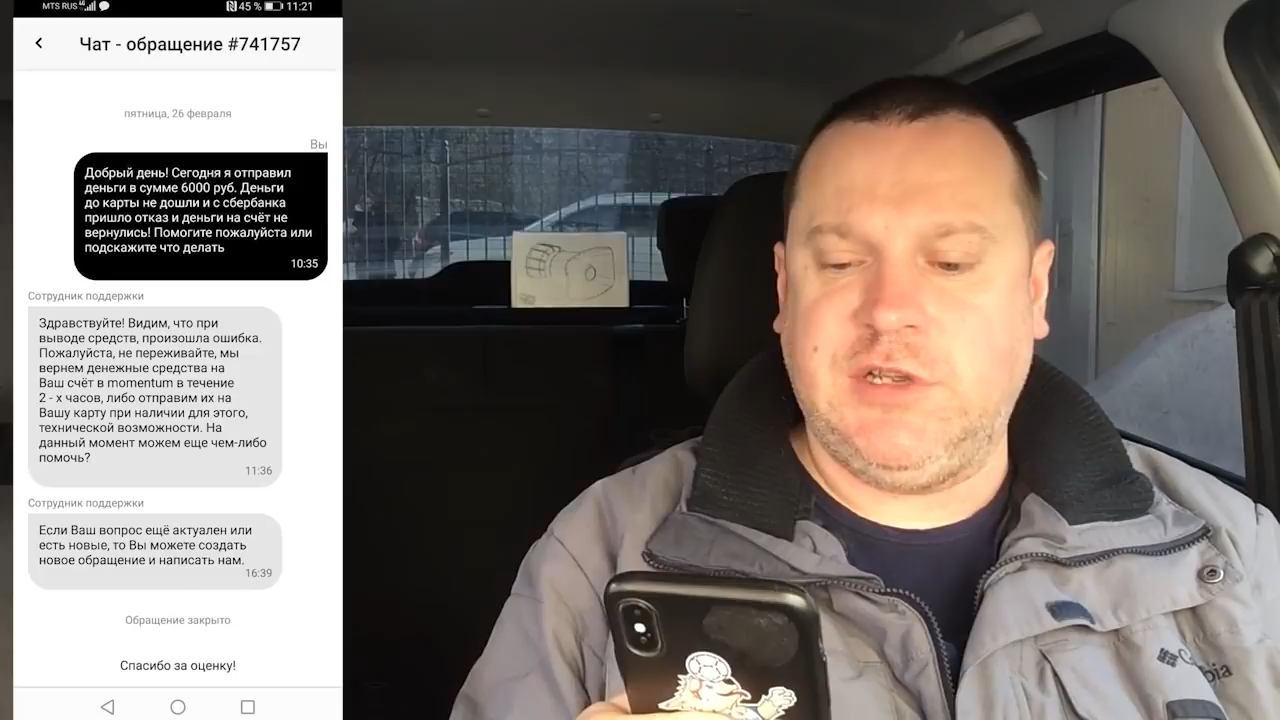 MTS RUS 45 % 11:21
Чат - обращение #741757
пятница, 26 февраля
Вы
Добрый день! Сегодня я отправил
деньги в сумме 6000 руб. Деньги
до карты не дошли и с сбербанка
пришло отказ и деньги на счёт не
вернулись! Помогите пожалуйста или
подскажите что делать
10:35
Сотрудник поддержки
Здравствуйте! Видим, что при
выводе средств, произошла ошибка.
Пожалуйста, не переживайте, мы
вернем денежные средства на
Ваш счёт в momentum в течение
2 - х часов, либо отправим их на
Вашу карту при наличии для этого,
технической возможности. На
данный момент можем еще чем-либо
помочь?
11:36
Сотрудник поддержки
Если Ваш вопрос ещё актуален или
есть новые, то Вы можете создать
новое обращение и написать нам.
16:39
Обращение закрыто
Спасибо за оценку!